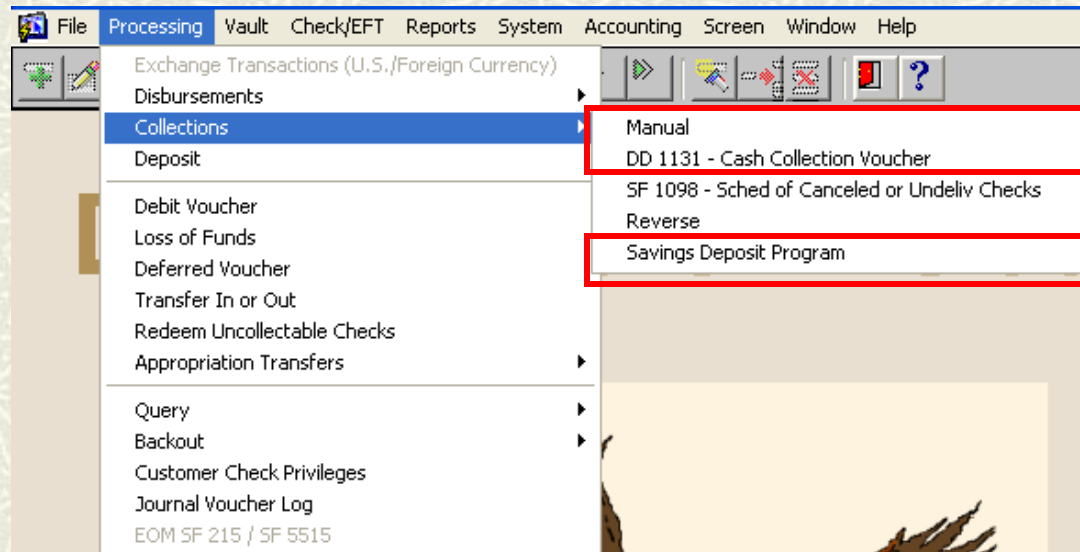 File Processing Vault Check/EFT Reports System Accounting Screen Window Help
Exchange Transactions (U.S./Foreign Currency)
Disbursements
Collections
Deposit
Debit Voucher
Loss of Funds
Deferred Voucher
Transfer In or Out
Redeem Uncollectable Checks
Appropriation Transfers
Query
Backout
Customer Check Privileges
Journal Voucher Log
EOM SF 215 / SF 5515
Manual
DD 1131 - Cash Collection Voucher
SF 1098 - Sched of Canceled or Undeliv Checks
Reverse
Savings Deposit Program